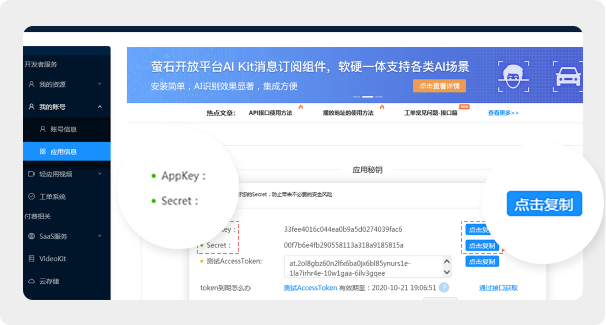 开发者服务
我的资源
我的账号
账号信息
应用信息
轻应用视频
工单系统
付费相关
SaaS服务
VideoKit
云存储
萤石开放平台AI Kit消息订阅组件，软硬一体支持各类AI场景
安装简单，AI识别效果显著，集成方便
点击查看详情
热点文章：
API接口使用方法
播放地址的使用方法
工单常见问题-接口篇
查看更多>>
应用秘钥
的Secret，防止带来不必要的安全风险
AppKey：
Secret：
点击复制
key：
33fee4016c044ea0b9a5d0274039fac6
点击复
Secret：
00f7b6e4fb290558113a318a9185815a
点击复制
测试AccessToken:
at.2ol8gbz60n2lfx6ba0jx6bl85ynurs1e-
1la7irhr4e-10w1gaa-6ilv3gqee
点击复制
token到期怎么办
测试AccessToken 有效期至：2020-10-21 19:06:51
?
通过接口获取